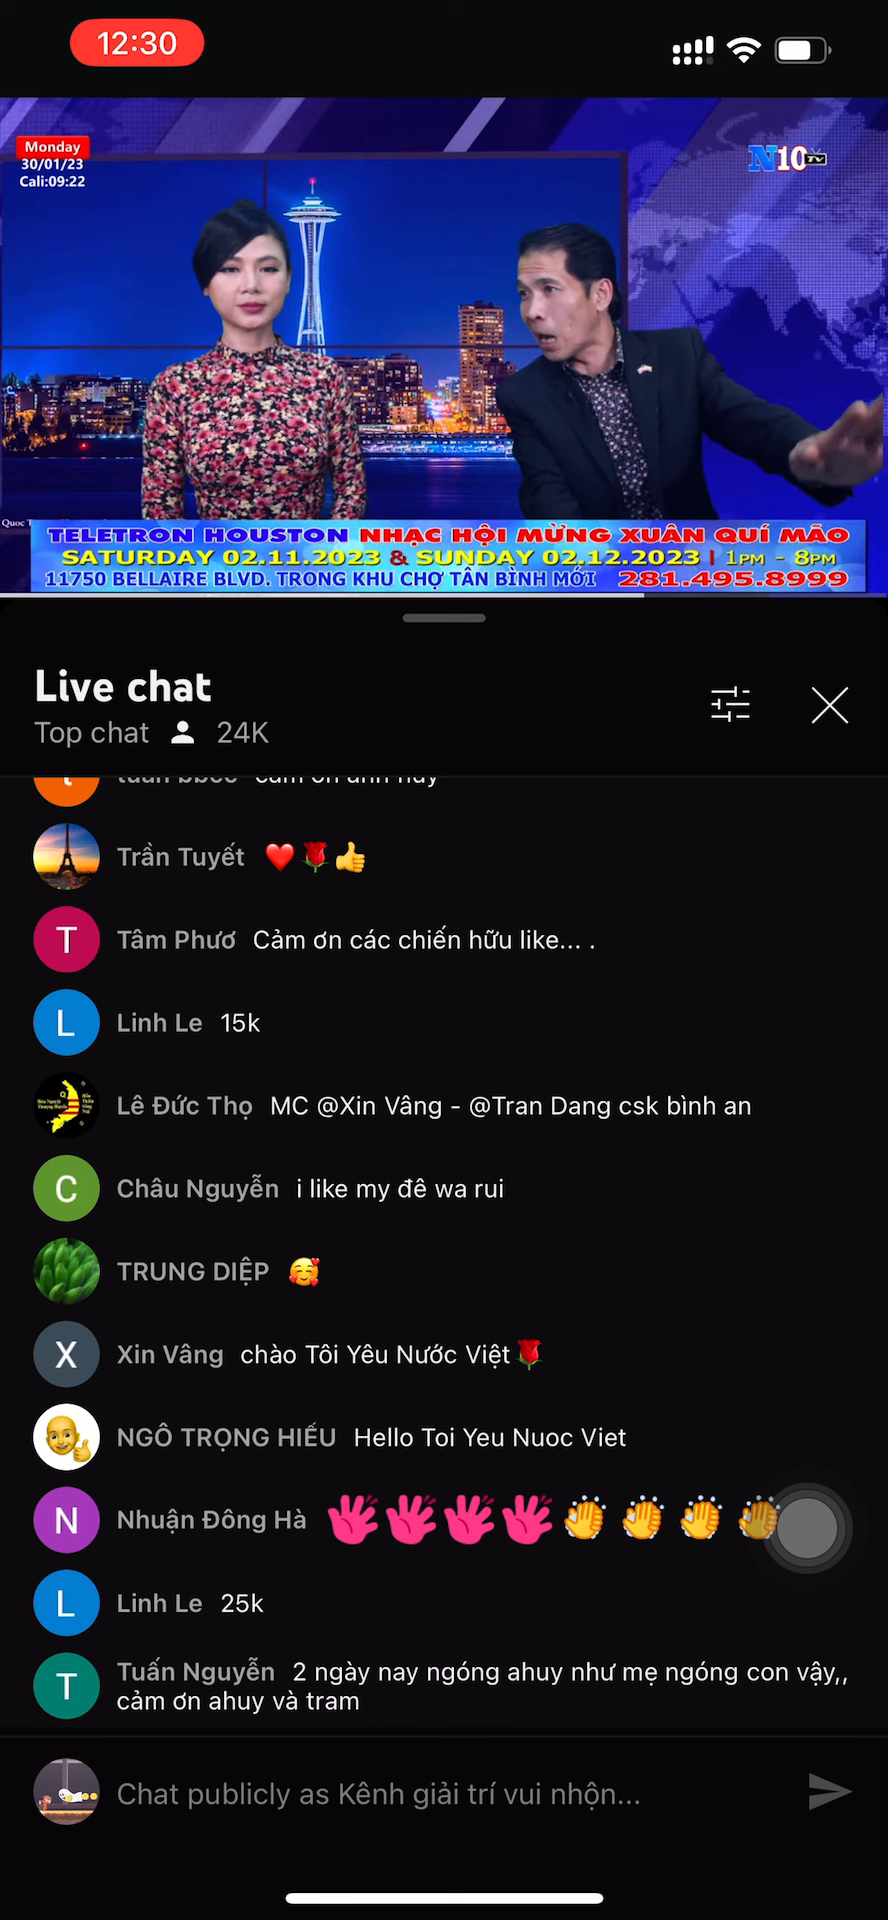 12:30
Monday
30/01/23
Cali:09:22
N10 TV
Quoc T
TELETRON HOUSTON NHẠC HỘI MỪNG XUÂN QUÍ MÃO
SATURDAY 02.11.2023 & SUNDAY 02.12.2023 | 1PM - 8PM
11750 BELLAIRE BLVD. TRONG KHU CHỢ TÂN BÌNH MỚI 281.495.8999
Live chat
Top chat 24K
Trần Tuyết ❤️🌹👍
T Tâm Phươ Cảm ơn các chiến hữu like... .
L Linh Le 15k
Lê Đức Thọ MC @Xin Vâng - @Tran Dang csk bình an
C Châu Nguyễn i like my đê wa rui
TRUNG DIỆP 🥰
X Xin Vâng chào Tôi Yêu Nước Việt🌹
NGÔ TRỌNG HIẾU Hello Toi Yeu Nuoc Viet
N Nhuận Đông Hà
L Linh Le 25k
T Tuấn Nguyễn 2 ngày nay ngóng ahuy như mẹ ngóng con vậy,,
cảm ơn ahuy và tram
Chat publicly as Kênh giải trí vui nhộn...